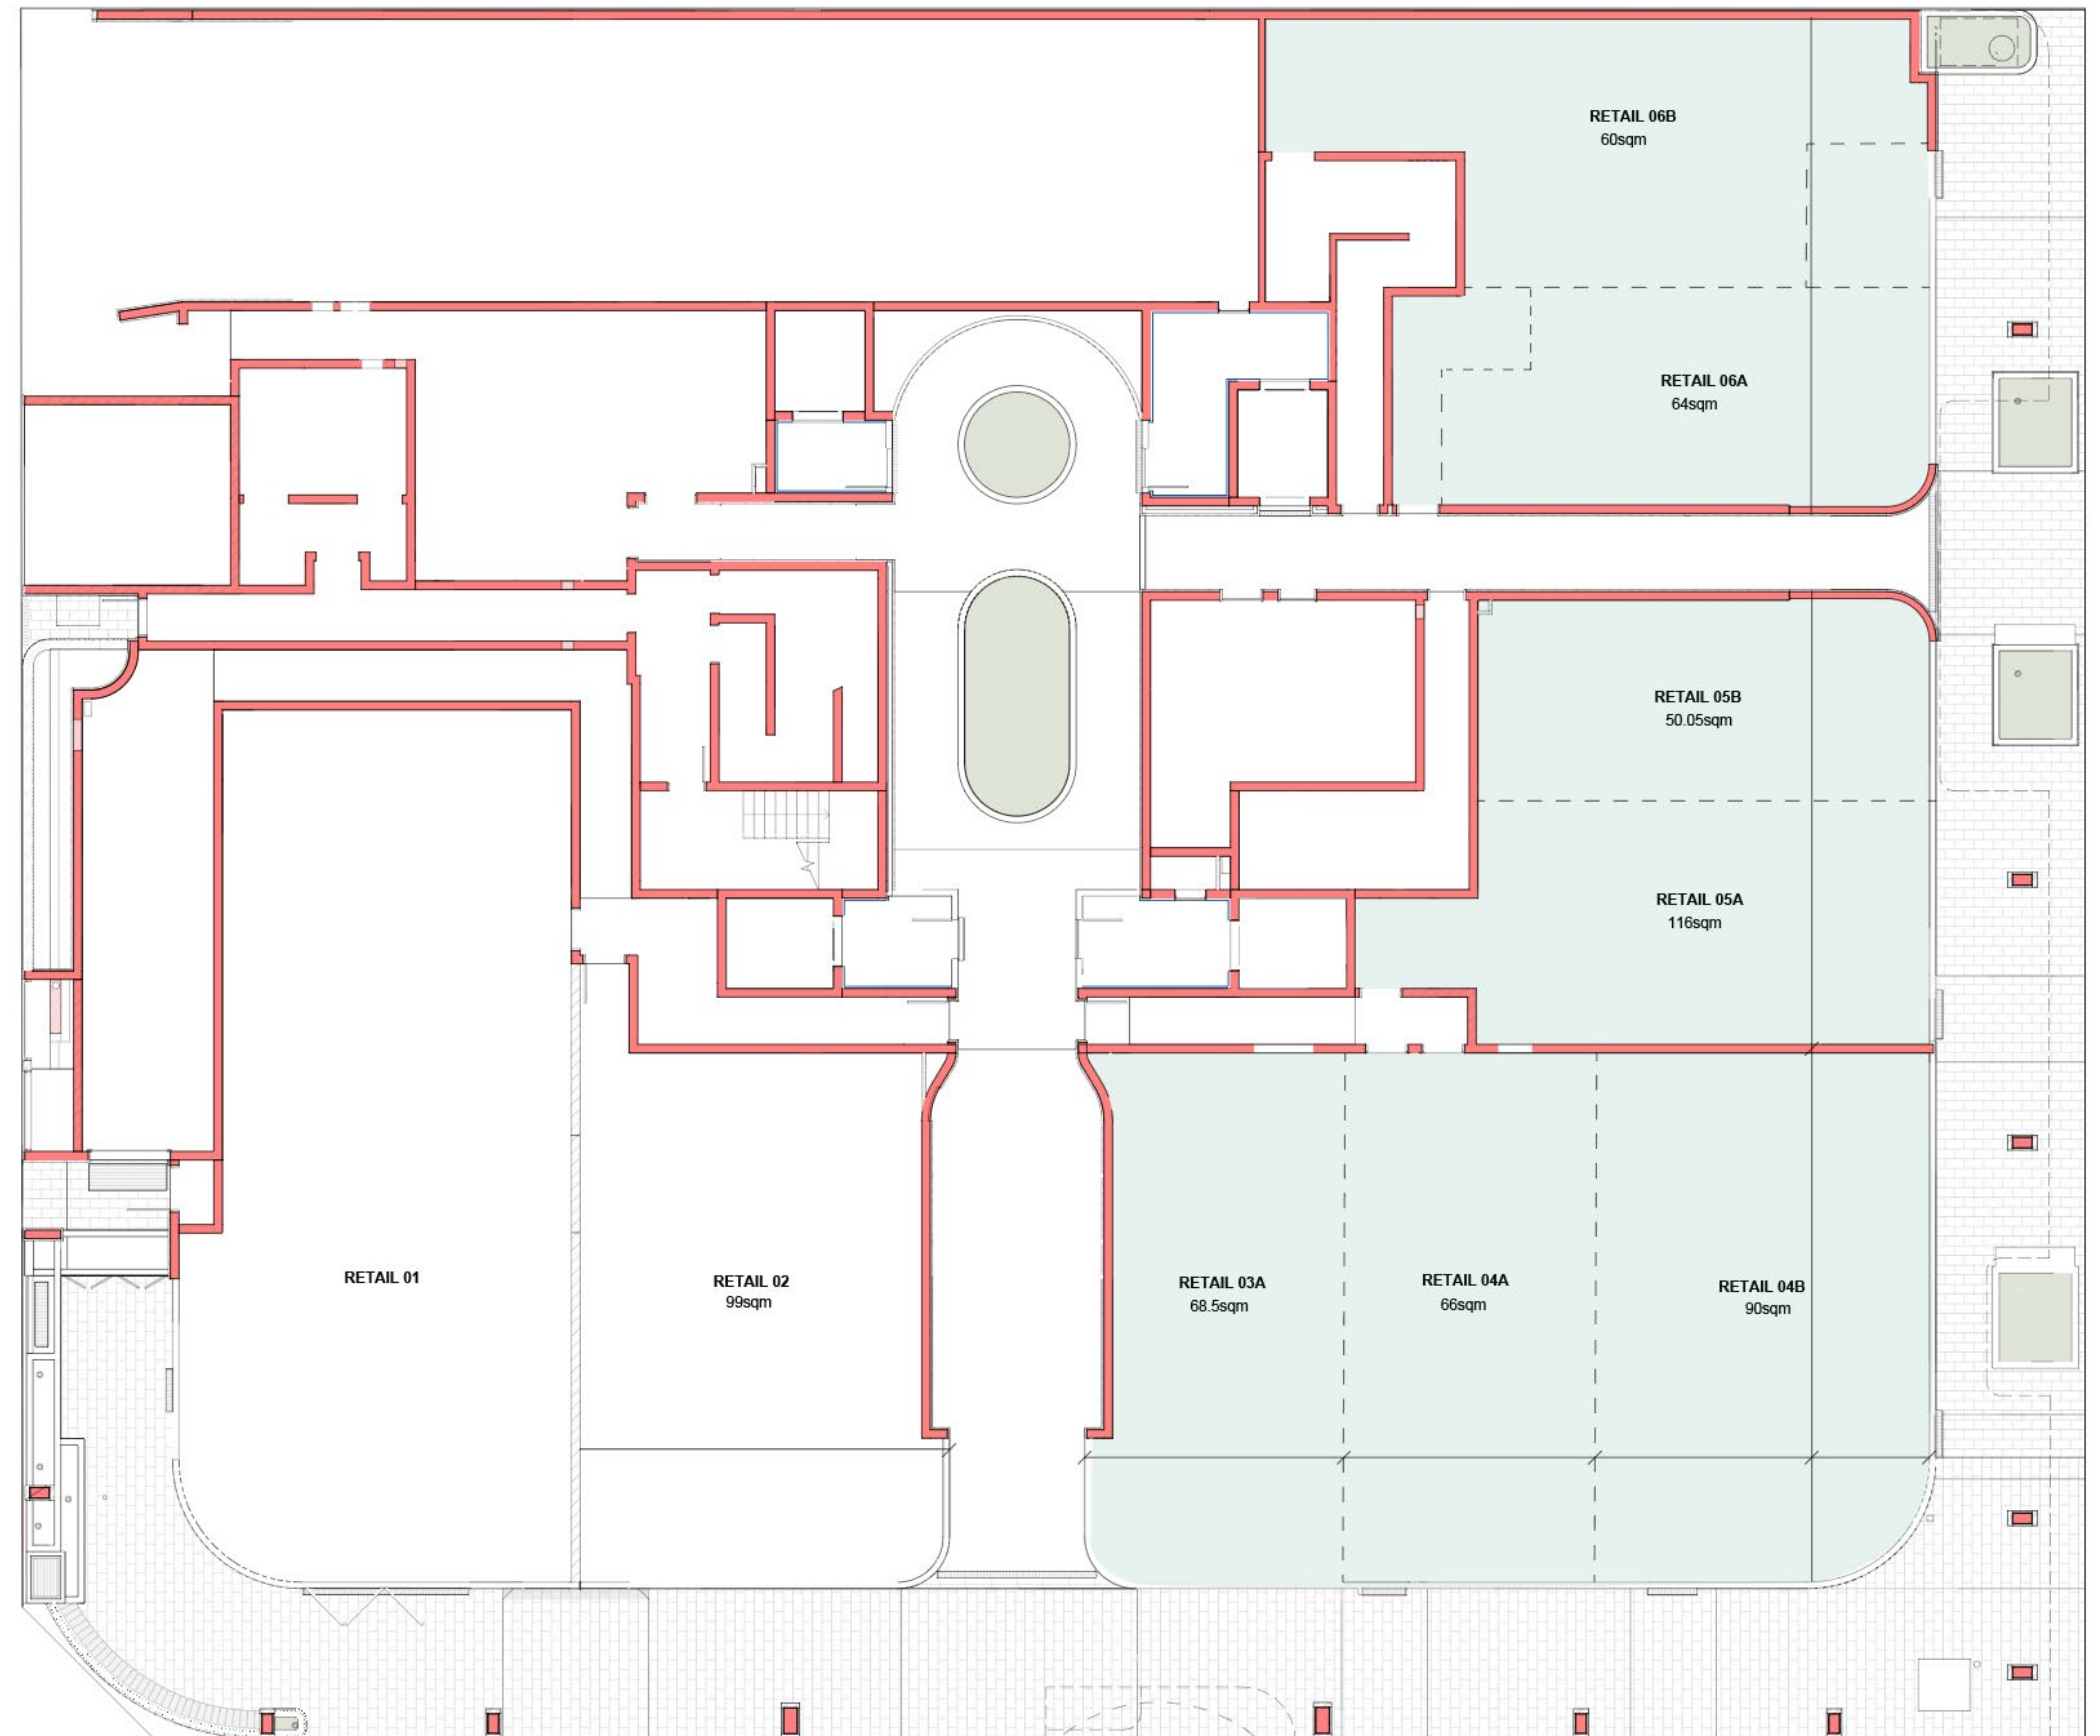 RETAIL 06B
60sqm
RETAIL 06A
64sqm
RETAIL 05B
50.05sqm
RETAIL 05A
116sqm
RETAIL 01
RETAIL 02
99sqm
RETAIL 03A
68.5sqm
RETAIL 04A
66sqm
RETAIL 04B
90sqm